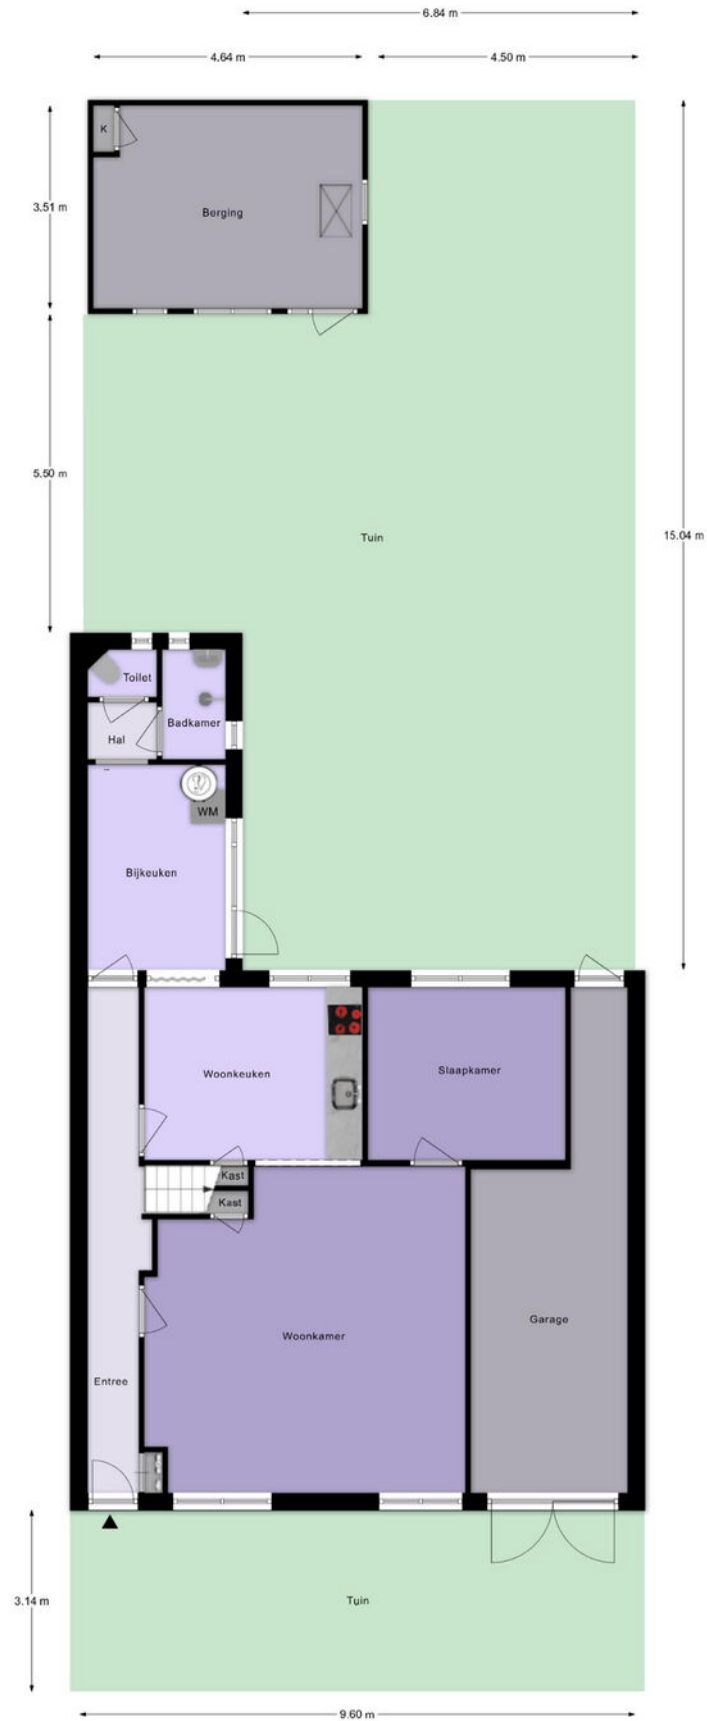 6.84 m
4.64 m
4.50 m
K
3.51 m
Berging
5.50 m
Tuin
15.04 m
Toilet
Badkamer
Hal
WM
Bijkeuken
Woonkeuken
Slaapkamer
Kast
Kast
Garage
Woonkamer
Entree
3.14 m
Tuin
9.60 m